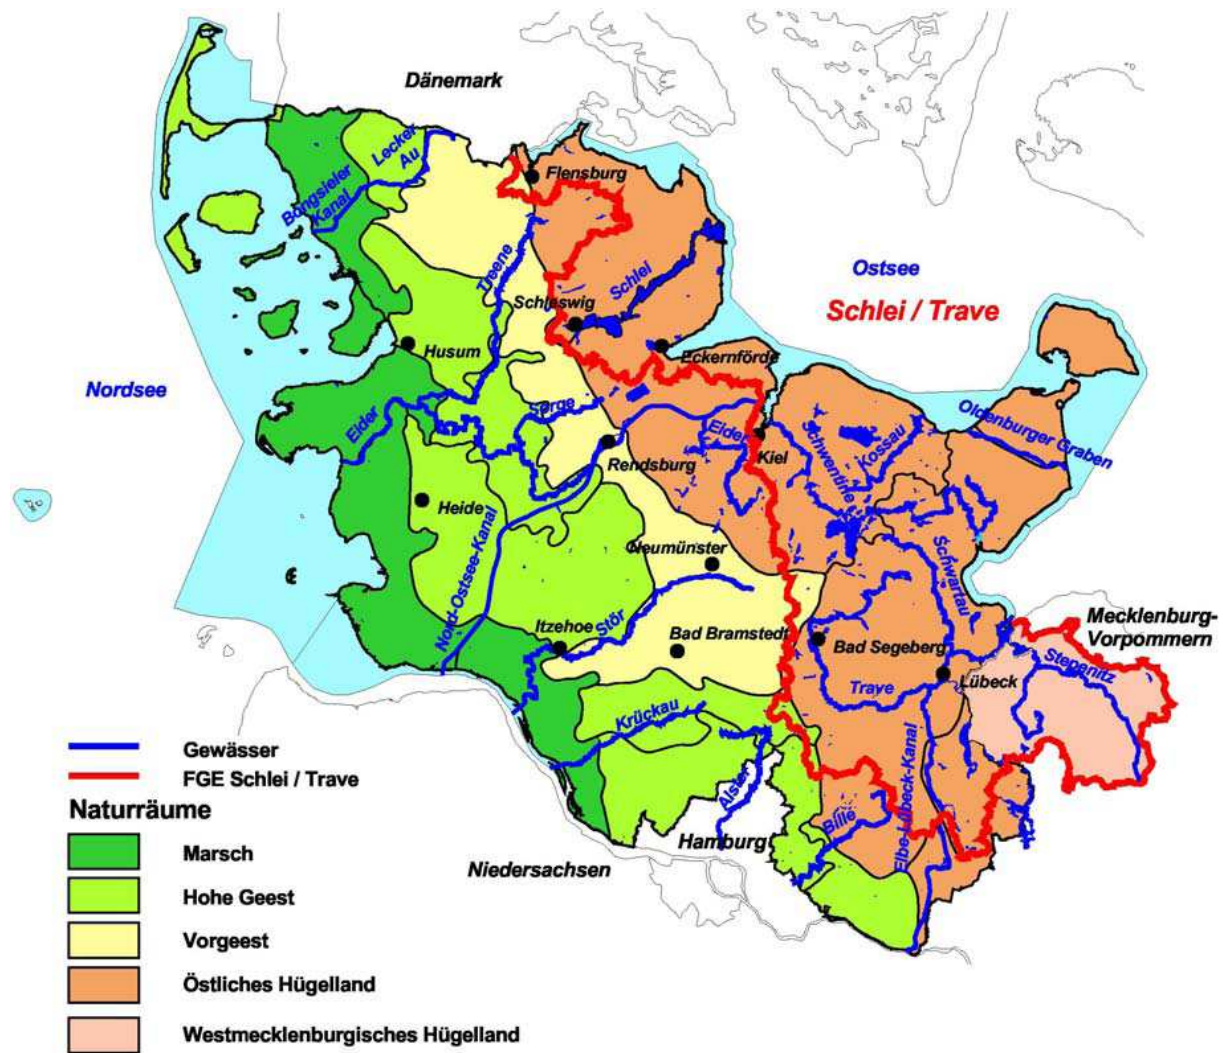 Dänemark
Lecker
Au
Bongsieler
Kanal
Flensburg
Treene
Schlei
Ostsee
Schleswig
Schlei / Trave
Husum
Eckernförde
Nordsee
Eider
Sorge
Eider
Kiel
Schwentine
Kossau
Oldenburger Graben
Rendsburg
Heide
Nord-Ostsee-Kanal
Neumünster
Schwartau
Itzehoe
Stör
Bad Bramstedt
Bad Segeberg
Mecklenburg-
Vorpommern
Stepenitz
Trave
Lübeck
Krückau
Alster
Bille
Elbe-Lübeck-Kanal
Hamburg
Niedersachsen
Gewässer
FGE Schlei / Trave
Naturräume
Marsch
Hohe Geest
Vorgeest
Östliches Hügelland
Westmecklenburgisches Hügelland